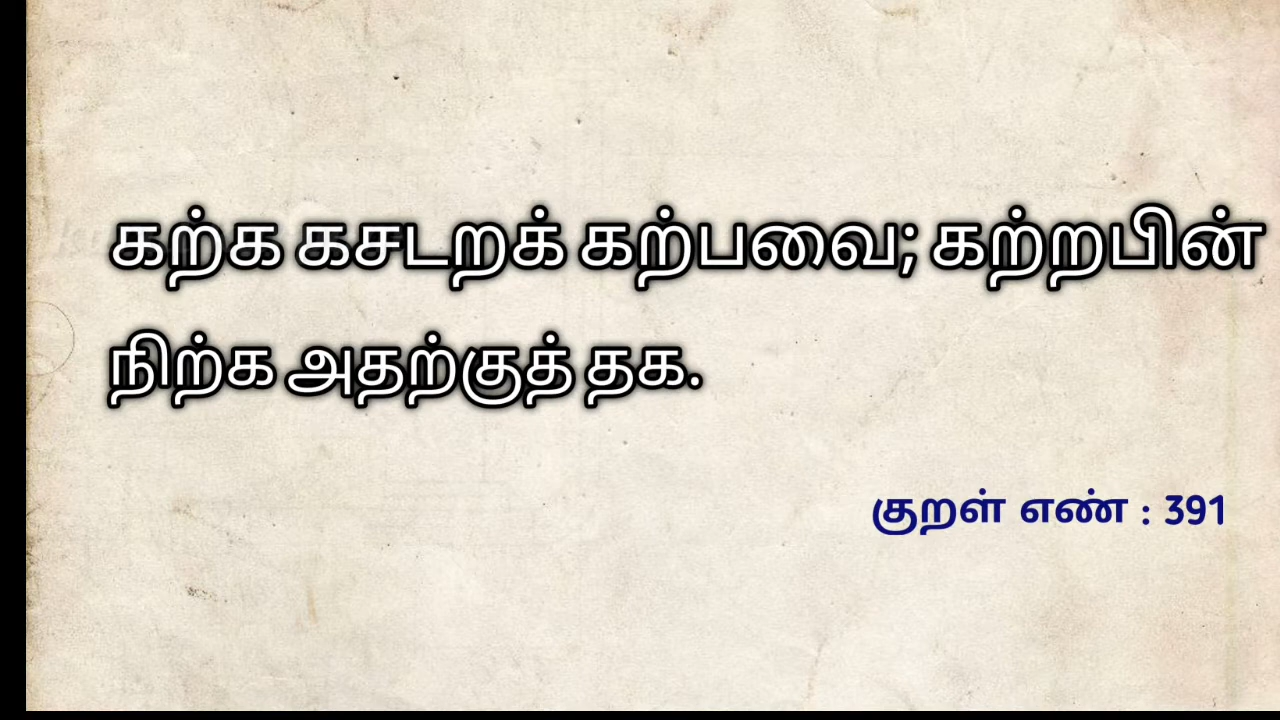 கற்க கசடறக் கற்பவை; கற்றபின்
நிற்க அதற்குத் தக.
குறள் எண் : 391